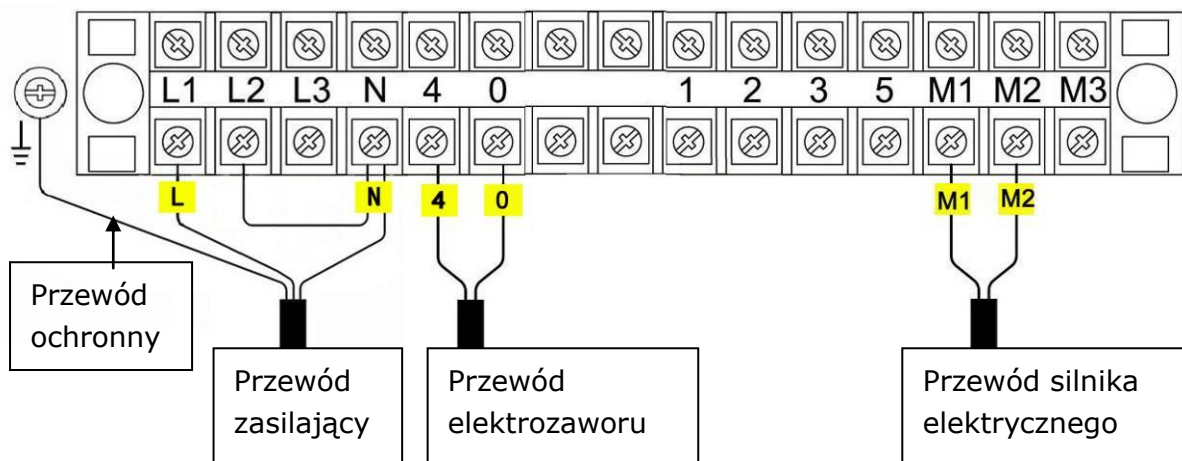 L1 L2 L3 N 4 0 1 2 3 5 M1 M2 M3
L N 4 0 M1 M2
Przewód
ochronny
Przewód
zasilający
Przewód
elektrozaworu
Przewód silnika
elektrycznego